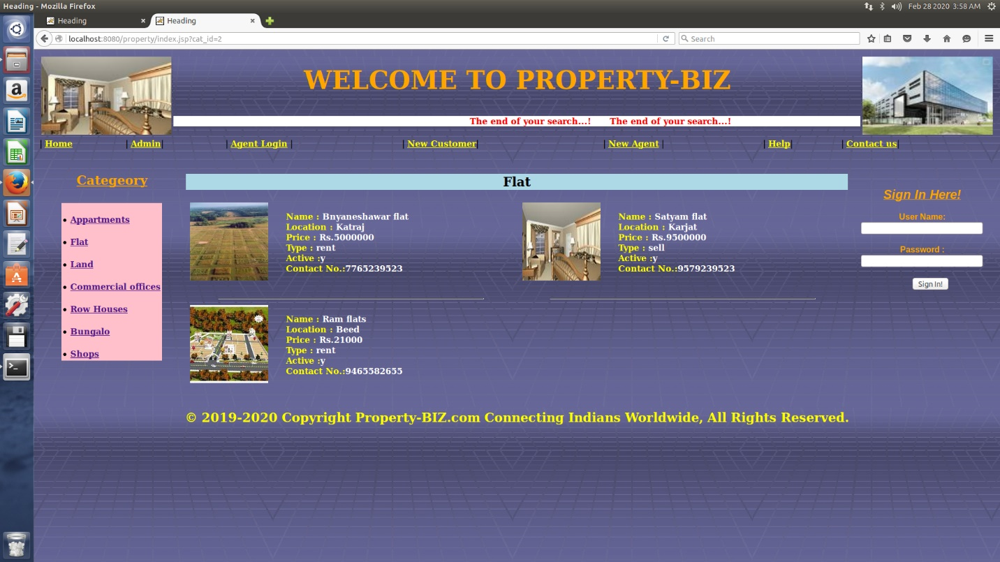 Heading - Mozilla Firefox
Feb 28 2020 3:58 AM
Heading
Heading
localhost:8080/property/index.jsp?cat_id=2
Search
WELCOME TO PROPERTY-BIZ
The end of your search...! The end of your search...!
| Home | Admin| | Agent Login | | New Customer| | New Agent | | Help| | Contact us|
Categeory
• Appartments
• Flat
• Land
• Commercial offices
• Row Houses
• Bungalo
• Shops
Flat
Name : Bnyaneshawar flat
Location : Katraj
Price : Rs.5000000
Type : rent
Active :y
Contact No.:7765239523
Name : Satyam flat
Location : Karjat
Price : Rs.9500000
Type : sell
Active :y
Contact No.:9579239523
Name : Ram flats
Location : Beed
Price : Rs.21000
Type : rent
Active :y
Contact No.:9465582655
Sign In Here!
User Name:
Password :
Sign In!
© 2019-2020 Copyright Property-BIZ.com Connecting Indians Worldwide, All Rights Reserved.